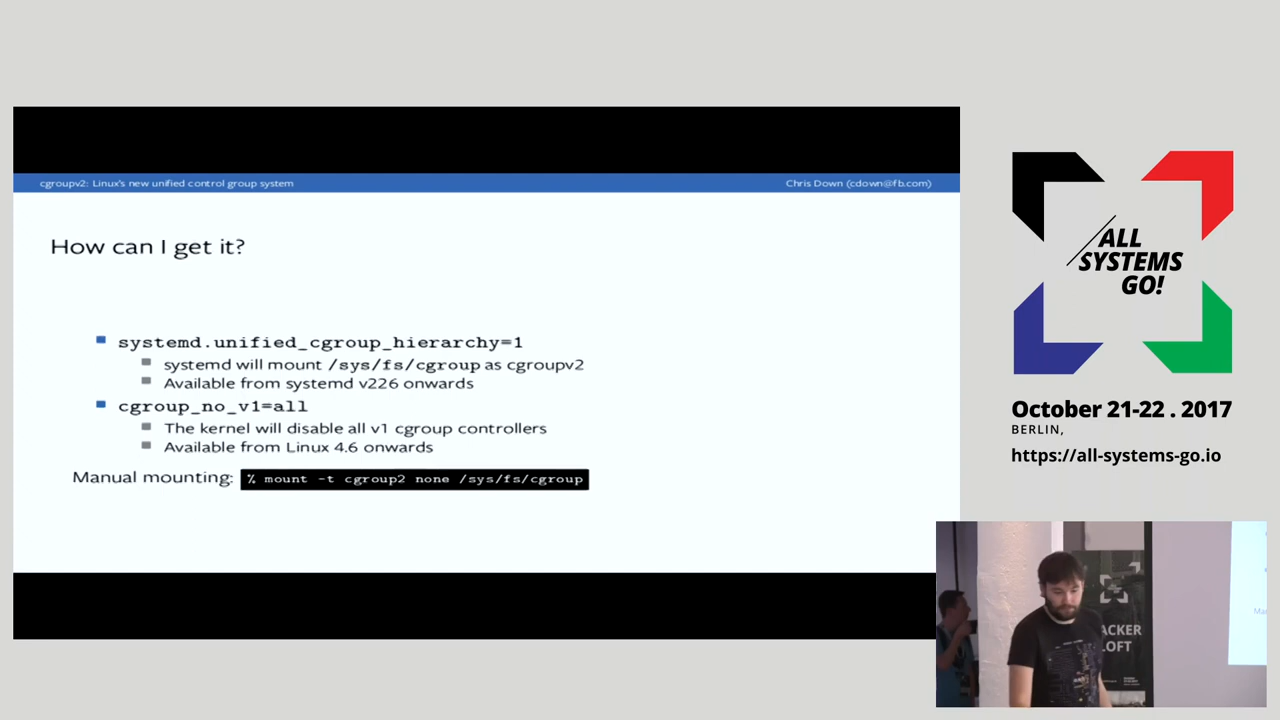 cgroupv2: Linux's new unified control group system
Chris Down (cdown@fb.com)
How can I get it?
systemd.unified_cgroup_hierarchy=1
systemd will mount /sys/fs/cgroup as cgroupv2
Available from systemd v226 onwards
cgroup_no_v1=all
The kernel will disable all v1 cgroup controllers
Available from Linux 4.6 onwards
Manual mounting: % mount -t cgroup2 none /sys/fs/cgroup
/ALL
SYSTEMS
GO!
October 21-22 . 2017
BERLIN,
https://all-systems-go.io
ACKER
LOFT